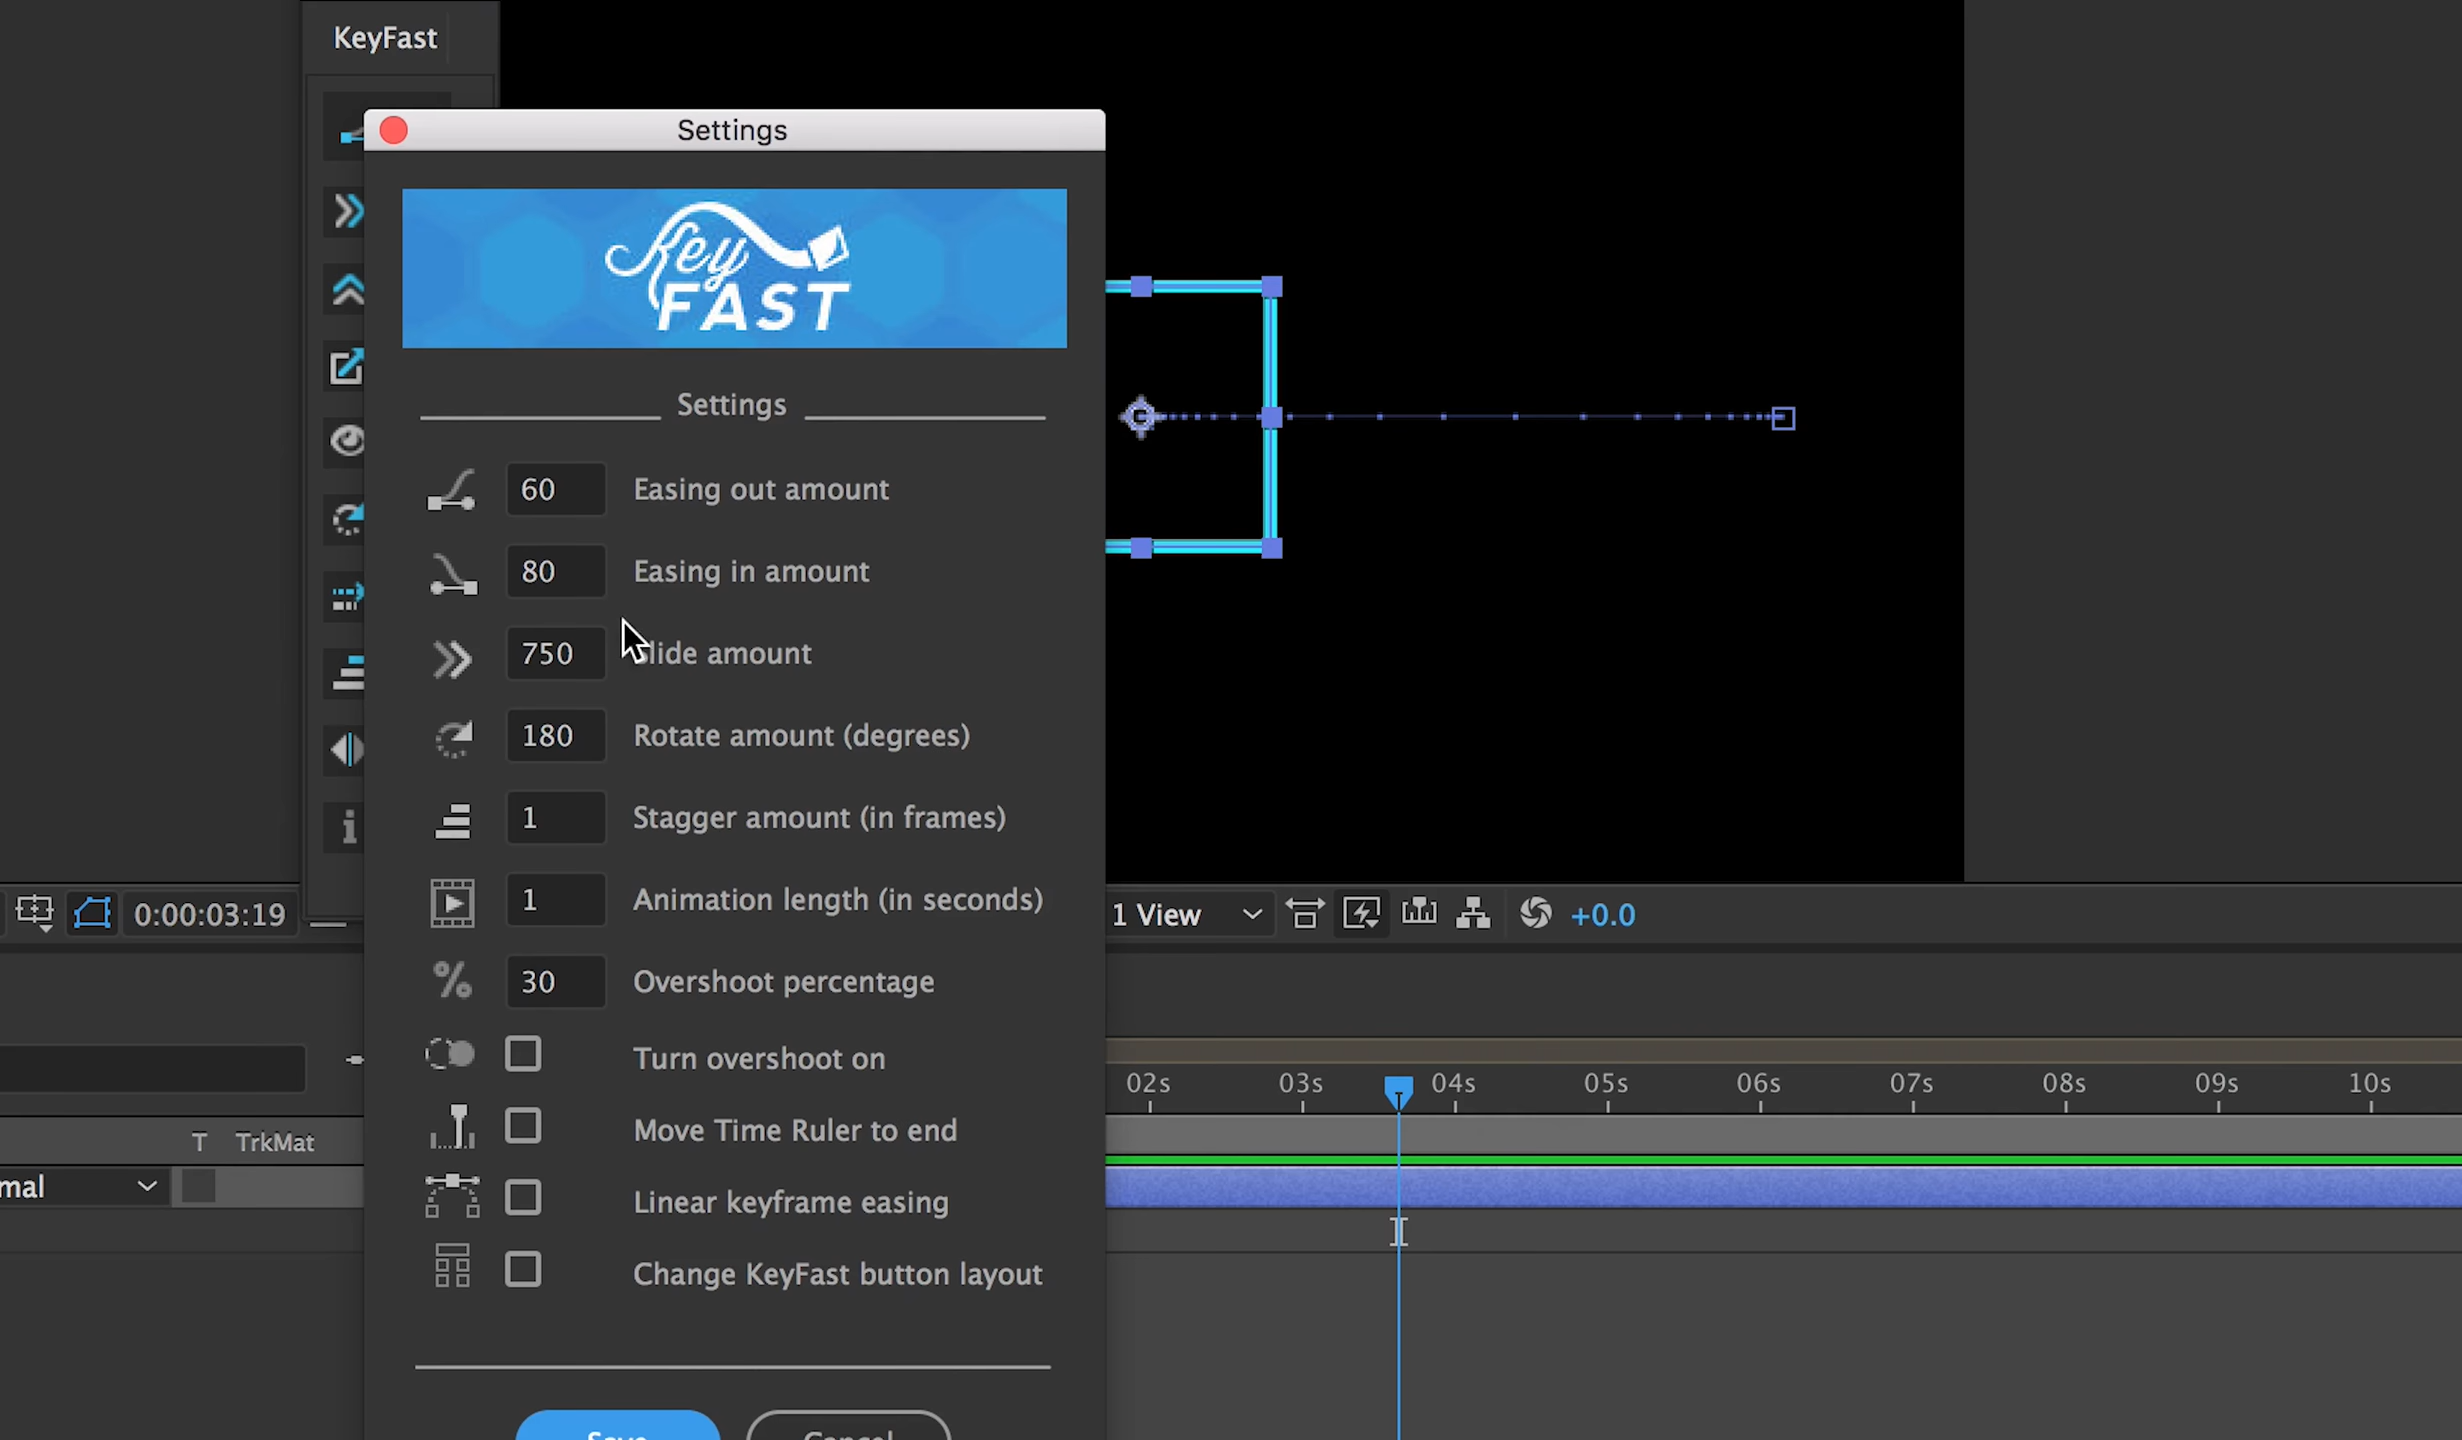 KeyFast
Settings
Key
FAST
Settings
60 Easing out amount
80 Easing in amount
750 lide amount
180 Rotate amount (degrees)
1 Stagger amount (in frames)
1 Animation length (in seconds)
30 Overshoot percentage
Turn overshoot on
Move Time Ruler to end
Linear keyframe easing
Change KeyFast button layout
Save Cancel
0:00:03:19
1 View +0.0
02s 03s 04s 05s 06s 07s 08s 09s 10s
T TrkMat
mal